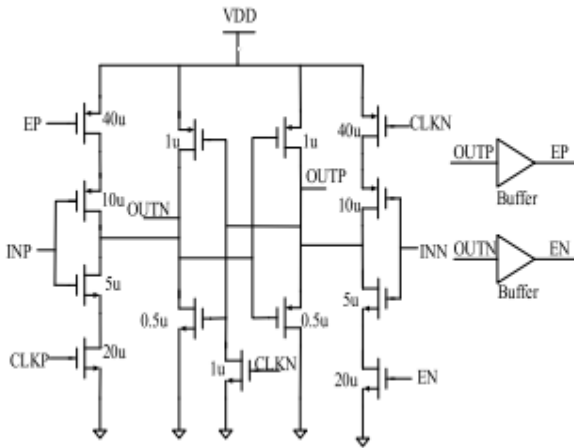 VDD
EP
40u
1u
1u
40u
CLKN
OUTP
EP
Buffer
10u
OUTN
OUTP
10u
INP
INN
OUTN
EN
Buffer
5u
0.5u
0.5u
5u
CLKP
20u
1u
CLKN
20u
EN